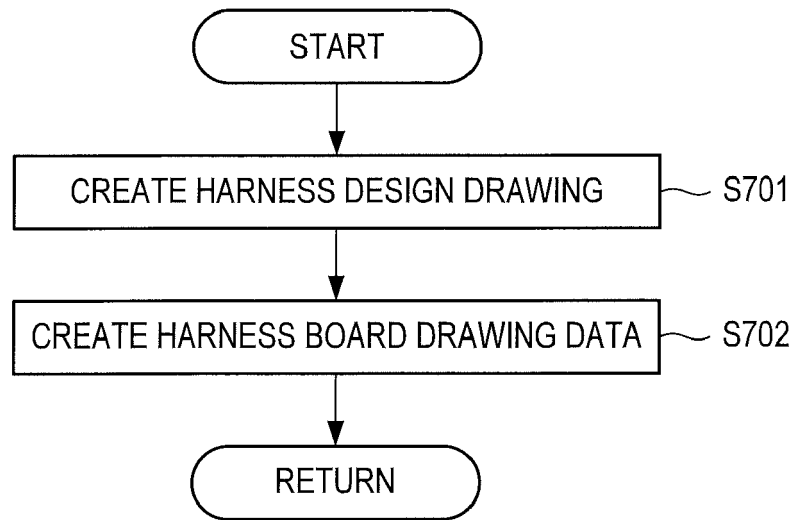 START
CREATE HARNESS DESIGN DRAWING
S701
CREATE HARNESS BOARD DRAWING DATA
S702
RETURN